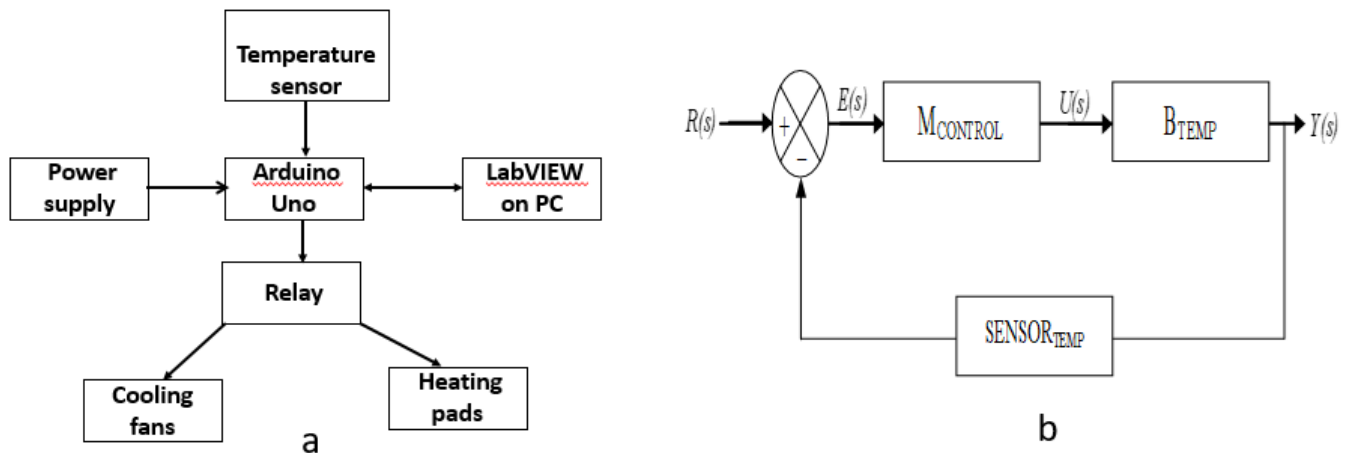 Temperature
sensor
Power
supply
Arduino
Uno
LabVIEW
on PC
Relay
Cooling
fans
Heating
pads
a
R(s)
+
−
E(s)
MCONTROL
U(s)
BTEMP
Y(s)
SENSORTEMP
b